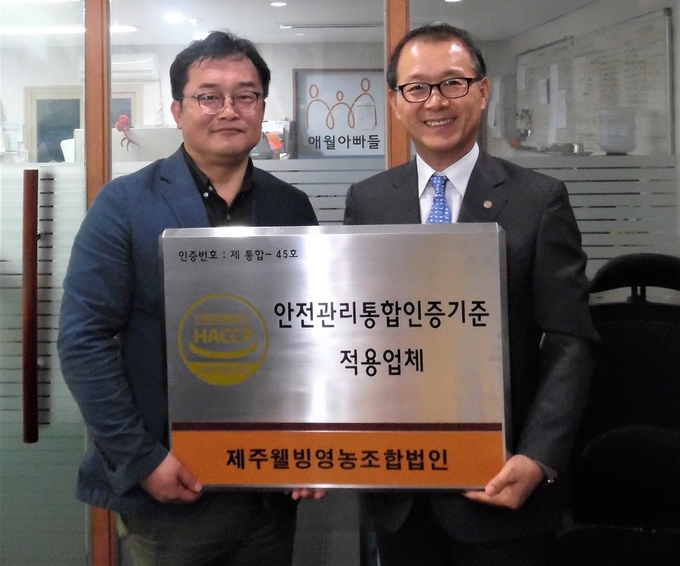 애월아빠들
인증번호 : 제 통합- 45호
HACCP
안전관리통합인증기준
적용업체
제주웰빙영농조합법인